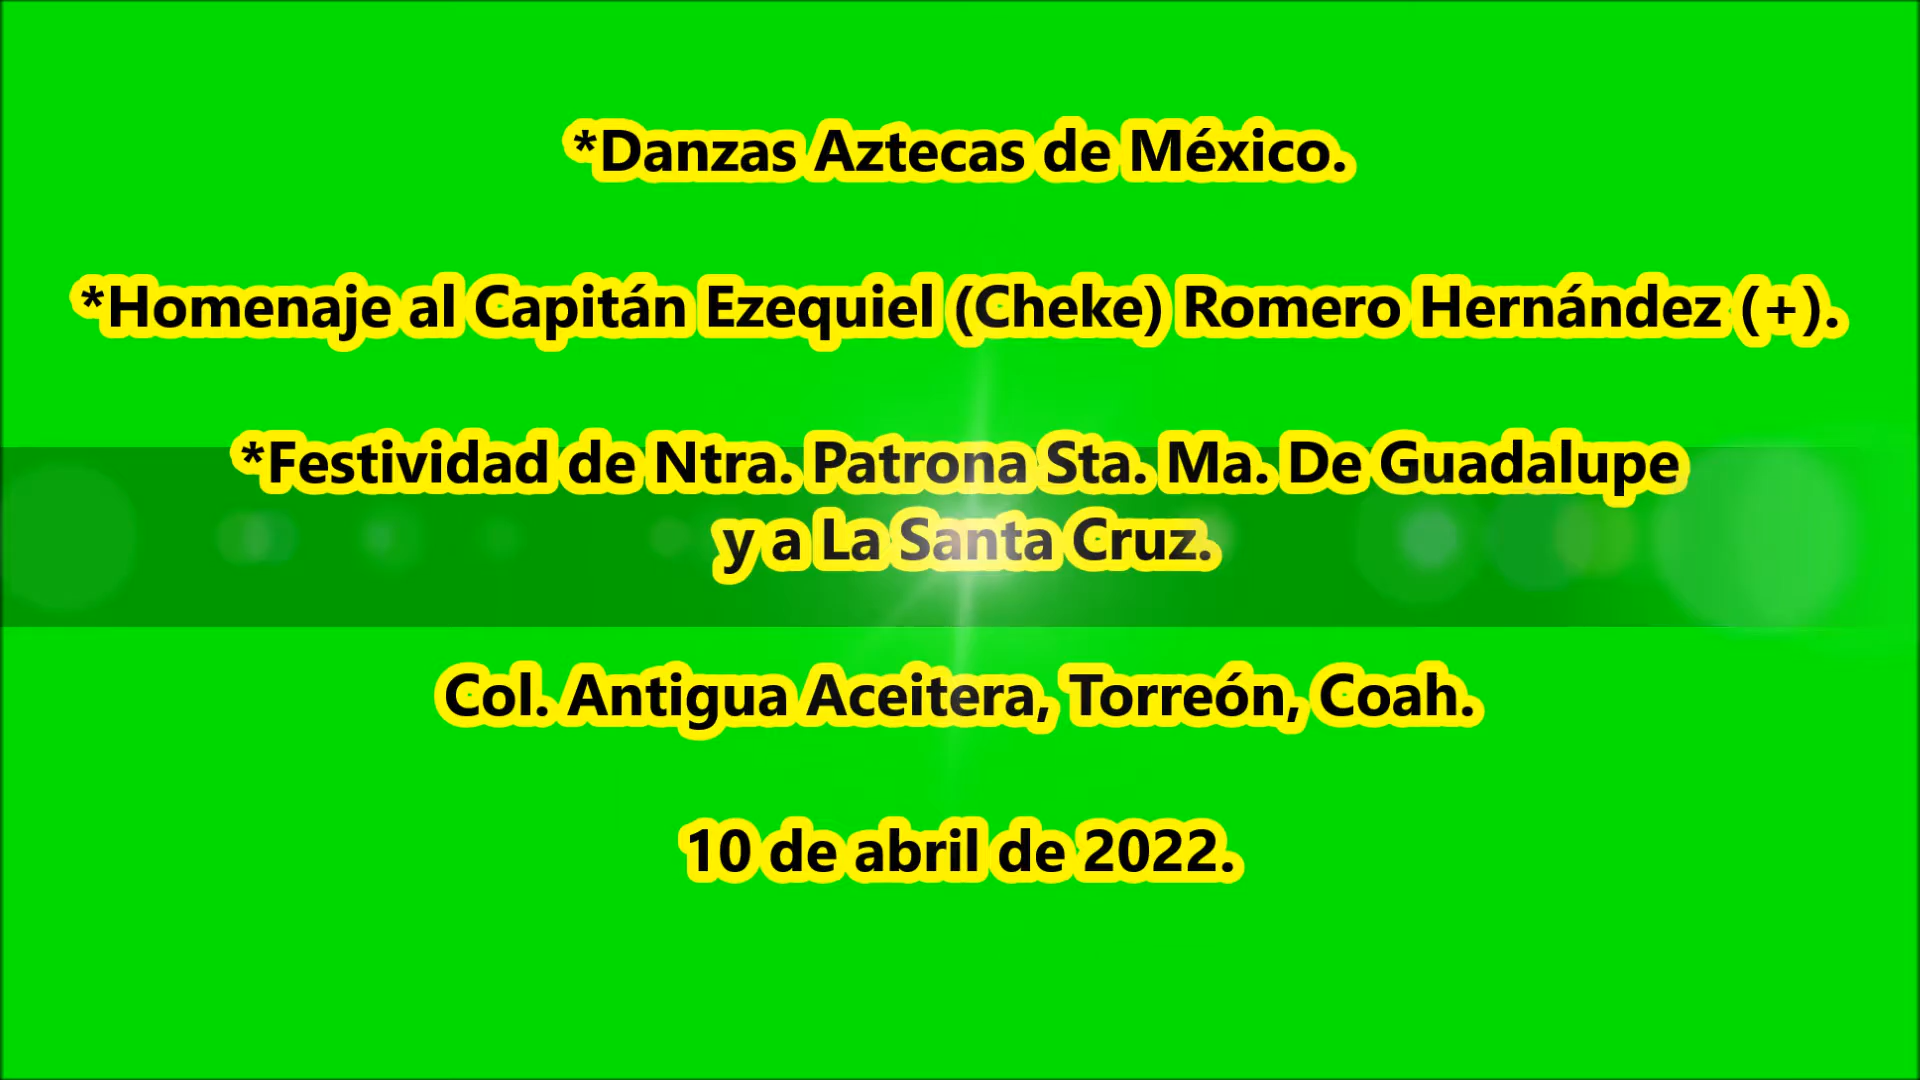 *Danzas Aztecas de México.
*Homenaje al Capitán Ezequiel (Cheke) Romero Hernández (+).
*Festividad de Ntra. Patrona Sta. Ma. De Guadalupe
y a La Santa Cruz.
Col. Antigua Aceitera, Torreón, Coah.
10 de abril de 2022.